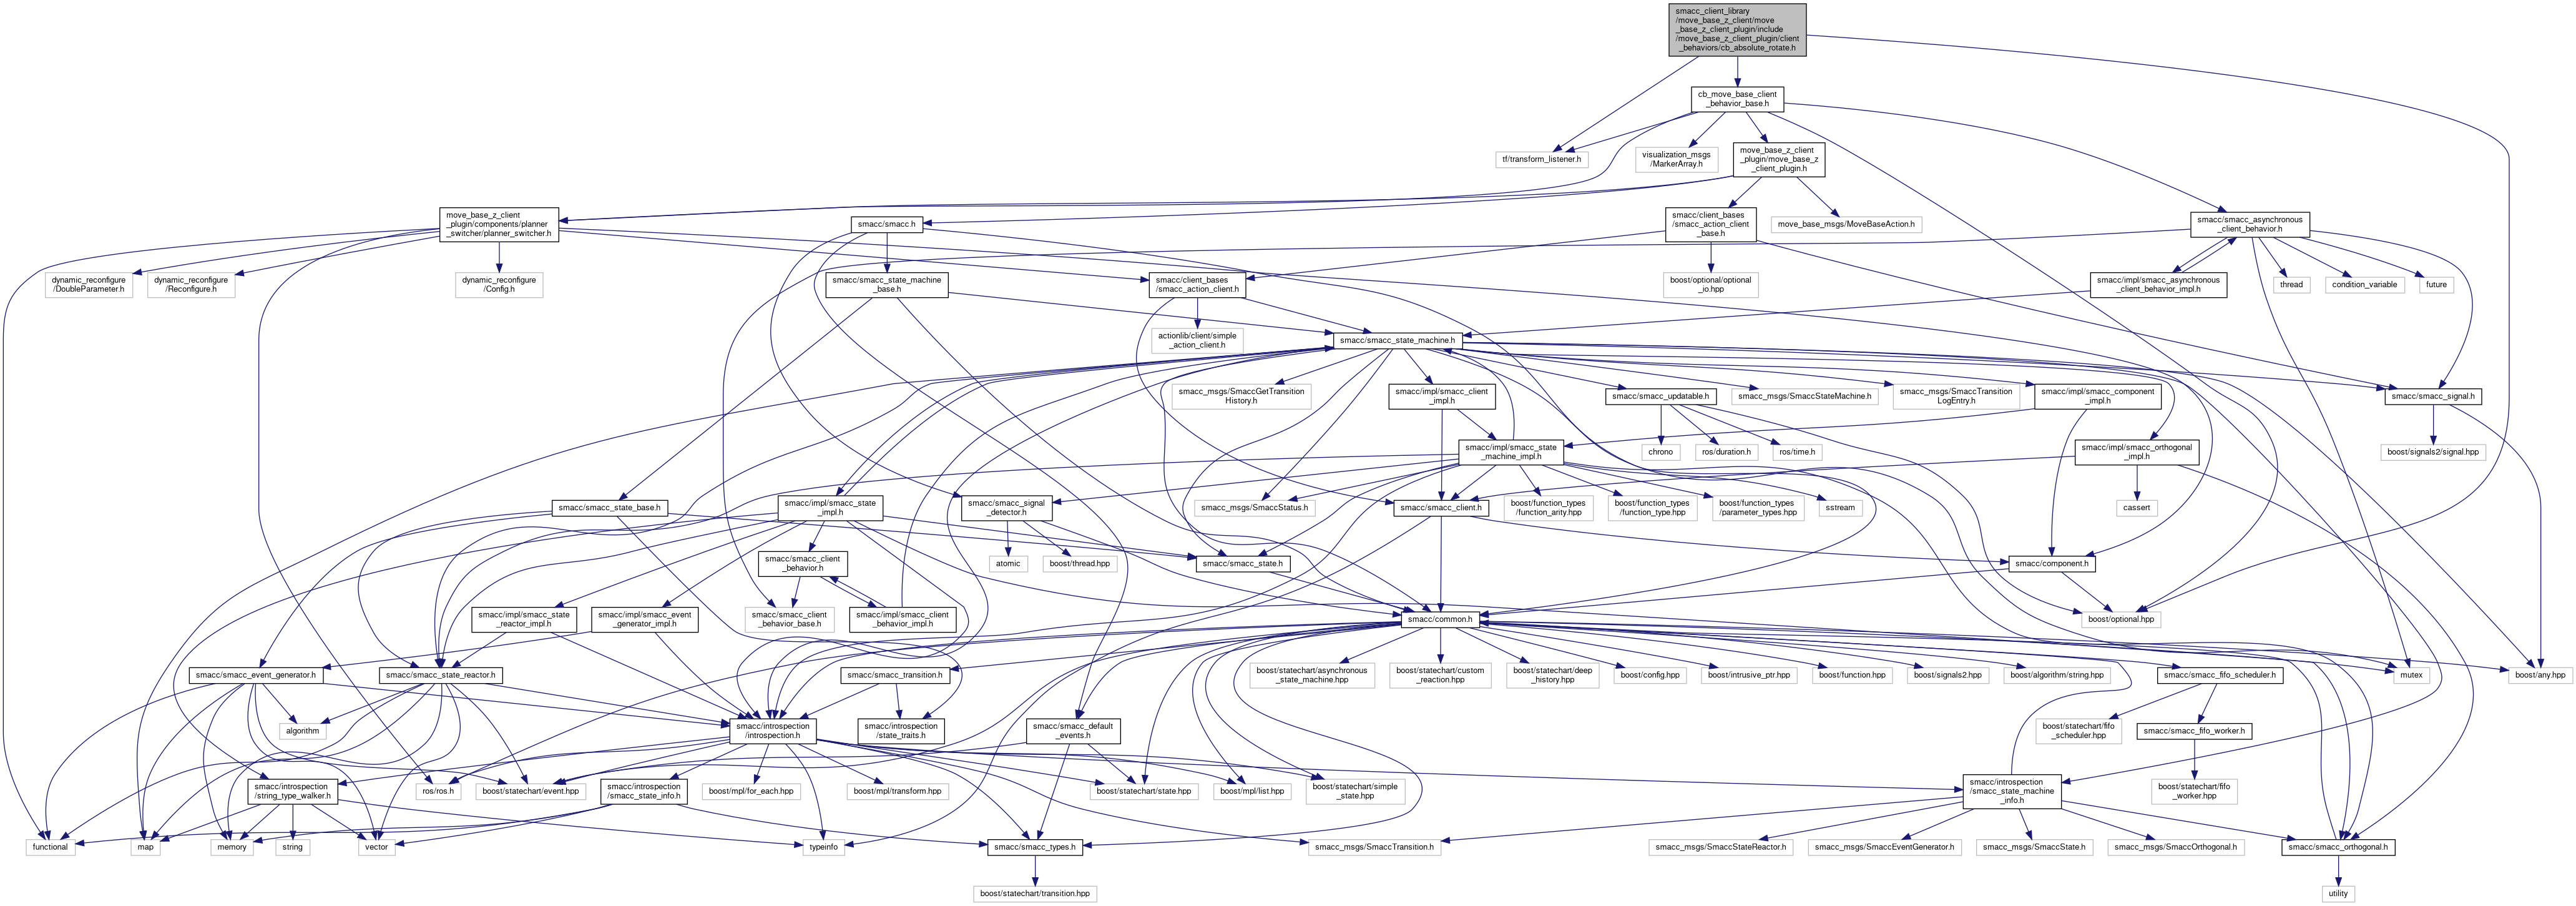 smacc_client_library
/move_base_z_client/move
_base_z_client_plugin/include
/move_base_z_client_plugin/client
_behaviors/cb_absolute_rotate.h
cb_move_base_client
_behavior_base.h
tf/transform_listener.h
visualization_msgs
/MarkerArray.h
move_base_z_client
_plugin/move_base_z
_client_plugin.h
move_base_z_client
_plugin/components/planner
_switcher/planner_switcher.h
smacc/smacc.h
smacc/client_bases
/smacc_action_client
_base.h
move_base_msgs/MoveBaseAction.h
smacc/smacc_asynchronous
_client_behavior.h
dynamic_reconfigure
/DoubleParameter.h
dynamic_reconfigure
/Reconfigure.h
dynamic_reconfigure
/Config.h
smacc/smacc_state_machine
_base.h
smacc/client_bases
/smacc_action_client.h
boost/optional/optional
_io.hpp
smacc/impl/smacc_asynchronous
_client_behavior_impl.h
thread
condition_variable
future
actionlib/client/simple
_action_client.h
smacc/smacc_state_machine.h
smacc_msgs/SmaccGetTransition
History.h
smacc/impl/smacc_client
_impl.h
smacc/smacc_updatable.h
smacc_msgs/SmaccStateMachine.h
smacc_msgs/SmaccTransition
LogEntry.h
smacc/impl/smacc_component
_impl.h
smacc/smacc_signal.h
smacc/impl/smacc_state
_machine_impl.h
chrono
ros/duration.h
ros/time.h
smacc/impl/smacc_orthogonal
_impl.h
boost/signals2/signal.hpp
smacc/smacc_state_base.h
smacc/impl/smacc_state
_impl.h
smacc/smacc_signal
_detector.h
smacc_msgs/SmaccStatus.h
smacc/smacc_client.h
boost/function_types
/function_arity.hpp
boost/function_types
/function_type.hpp
boost/function_types
/parameter_types.hpp
sstream
cassert
smacc/smacc_client
_behavior.h
atomic
boost/thread.hpp
smacc/smacc_state.h
smacc/component.h
smacc/impl/smacc_state
_reactor_impl.h
smacc/impl/smacc_event
_generator_impl.h
smacc/smacc_client
_behavior_base.h
smacc/impl/smacc_client
_behavior_impl.h
smacc/common.h
boost/optional.hpp
smacc/smacc_event_generator.h
smacc/smacc_state_reactor.h
smacc/smacc_transition.h
boost/statechart/asynchronous
_state_machine.hpp
boost/statechart/custom
_reaction.hpp
boost/statechart/deep
_history.hpp
boost/config.hpp
boost/intrusive_ptr.hpp
boost/function.hpp
boost/signals2.hpp
boost/algorithm/string.hpp
smacc/smacc_fifo_scheduler.h
mutex
boost/any.hpp
algorithm
smacc/introspection
/introspection.h
smacc/introspection
/state_traits.h
smacc/smacc_default
_events.h
boost/statechart/fifo
_scheduler.hpp
smacc/smacc_fifo_worker.h
smacc/introspection
/string_type_walker.h
ros/ros.h
boost/statechart/event.hpp
smacc/introspection
/smacc_state_info.h
boost/mpl/for_each.hpp
boost/mpl/transform.hpp
boost/statechart/state.hpp
boost/mpl/list.hpp
boost/statechart/simple
_state.hpp
smacc/introspection
/smacc_state_machine
_info.h
boost/statechart/fifo
_worker.hpp
functional
map
memory
string
vector
typeinfo
smacc/smacc_types.h
smacc_msgs/SmaccTransition.h
smacc_msgs/SmaccStateReactor.h
smacc_msgs/SmaccEventGenerator.h
smacc_msgs/SmaccState.h
smacc_msgs/SmaccOrthogonal.h
smacc/smacc_orthogonal.h
boost/statechart/transition.hpp
utility